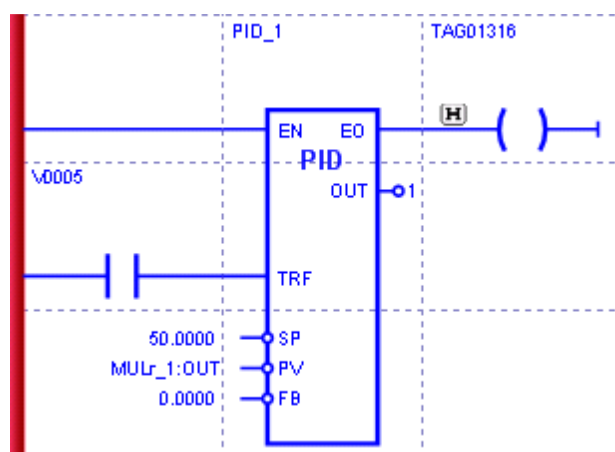 PID_1 TAG01316
EN EO H
PID
V0005
OUT 1
TRF
50.0000 SP
MULr_1:OUT PV
0.0000 FB